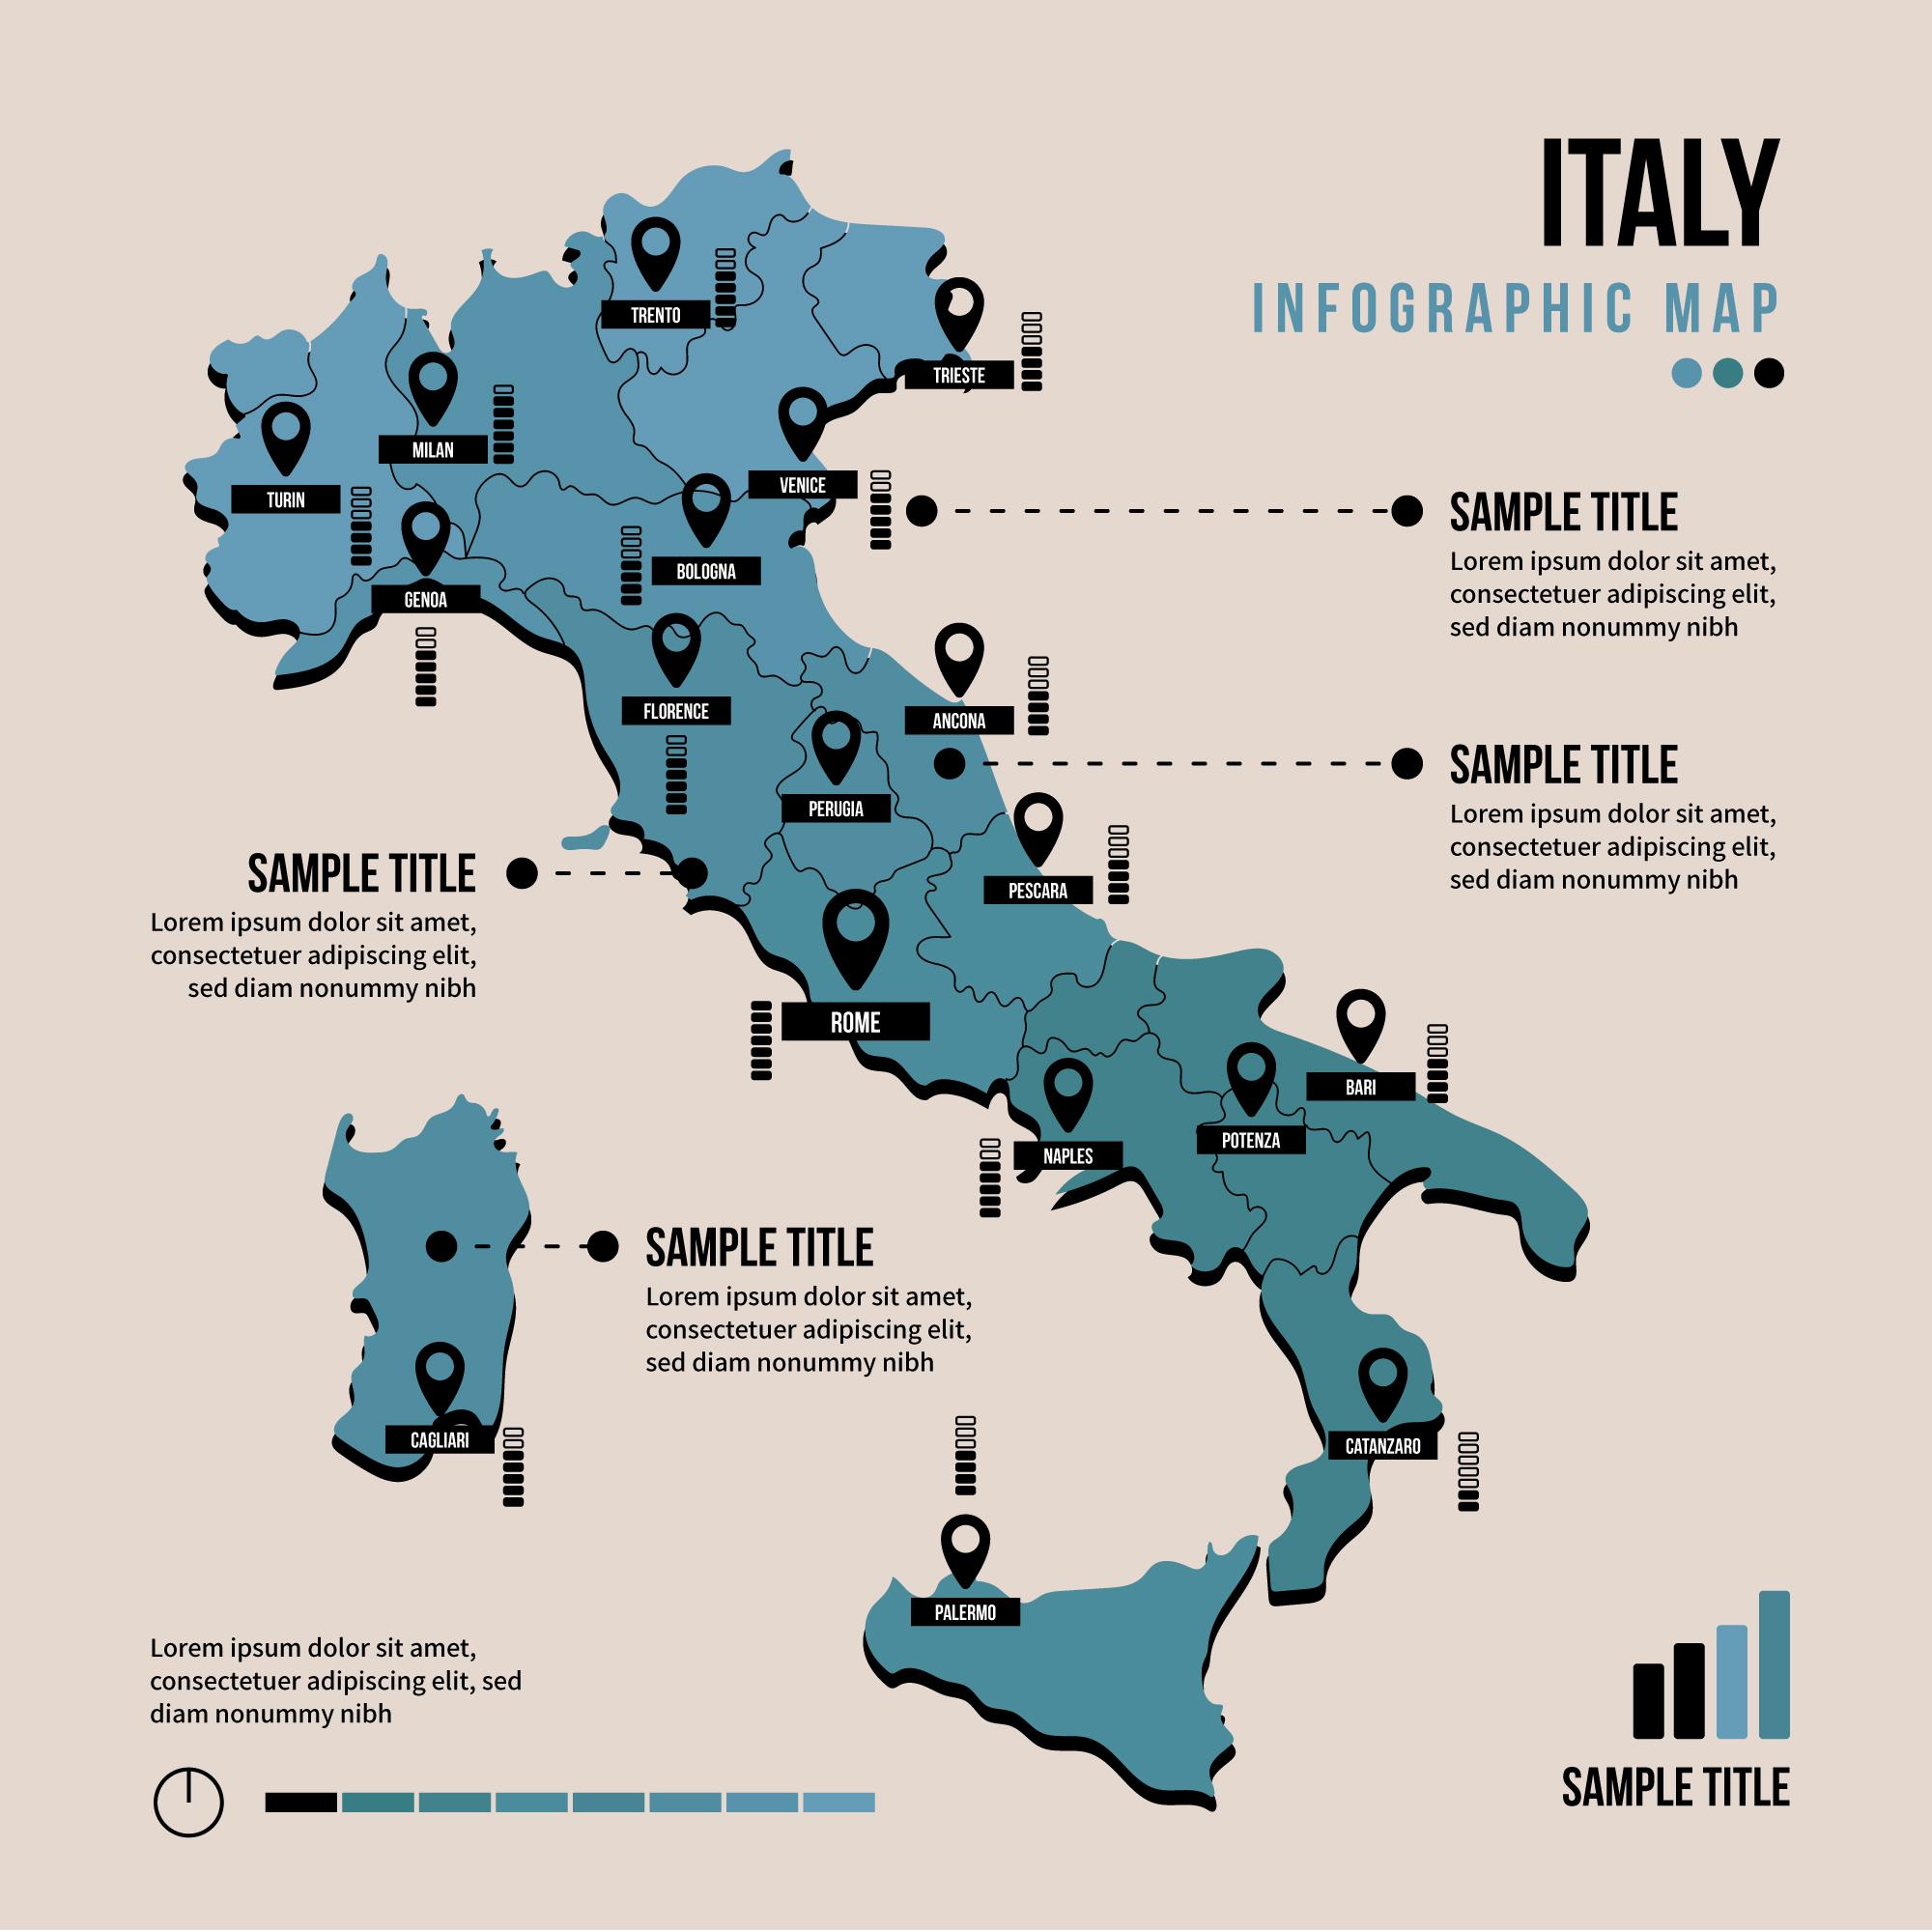 ITALY
INFOGRAPHIC MAP
TRENTO
TRIESTE
MILAN
VENICE
TURIN
BOLOGNA
GENOA
SAMPLE TITLE
Lorem ipsum dolor sit amet,
consectetuer adipiscing elit,
sed diam nonummy nibh
FLORENCE
ANCONA
PERUGIA
SAMPLE TITLE
Lorem ipsum dolor sit amet,
consectetuer adipiscing elit,
sed diam nonummy nibh
PESCARA
SAMPLE TITLE
Lorem ipsum dolor sit amet,
consectetuer adipiscing elit,
sed diam nonummy nibh
ROME
BARI
POTENZA
NAPLES
SAMPLE TITLE
Lorem ipsum dolor sit amet,
consectetuer adipiscing elit,
sed diam nonummy nibh
CAGLIARI
CATANZARO
PALERMO
Lorem ipsum dolor sit amet,
consectetuer adipiscing elit, sed
diam nonummy nibh
SAMPLE TITLE